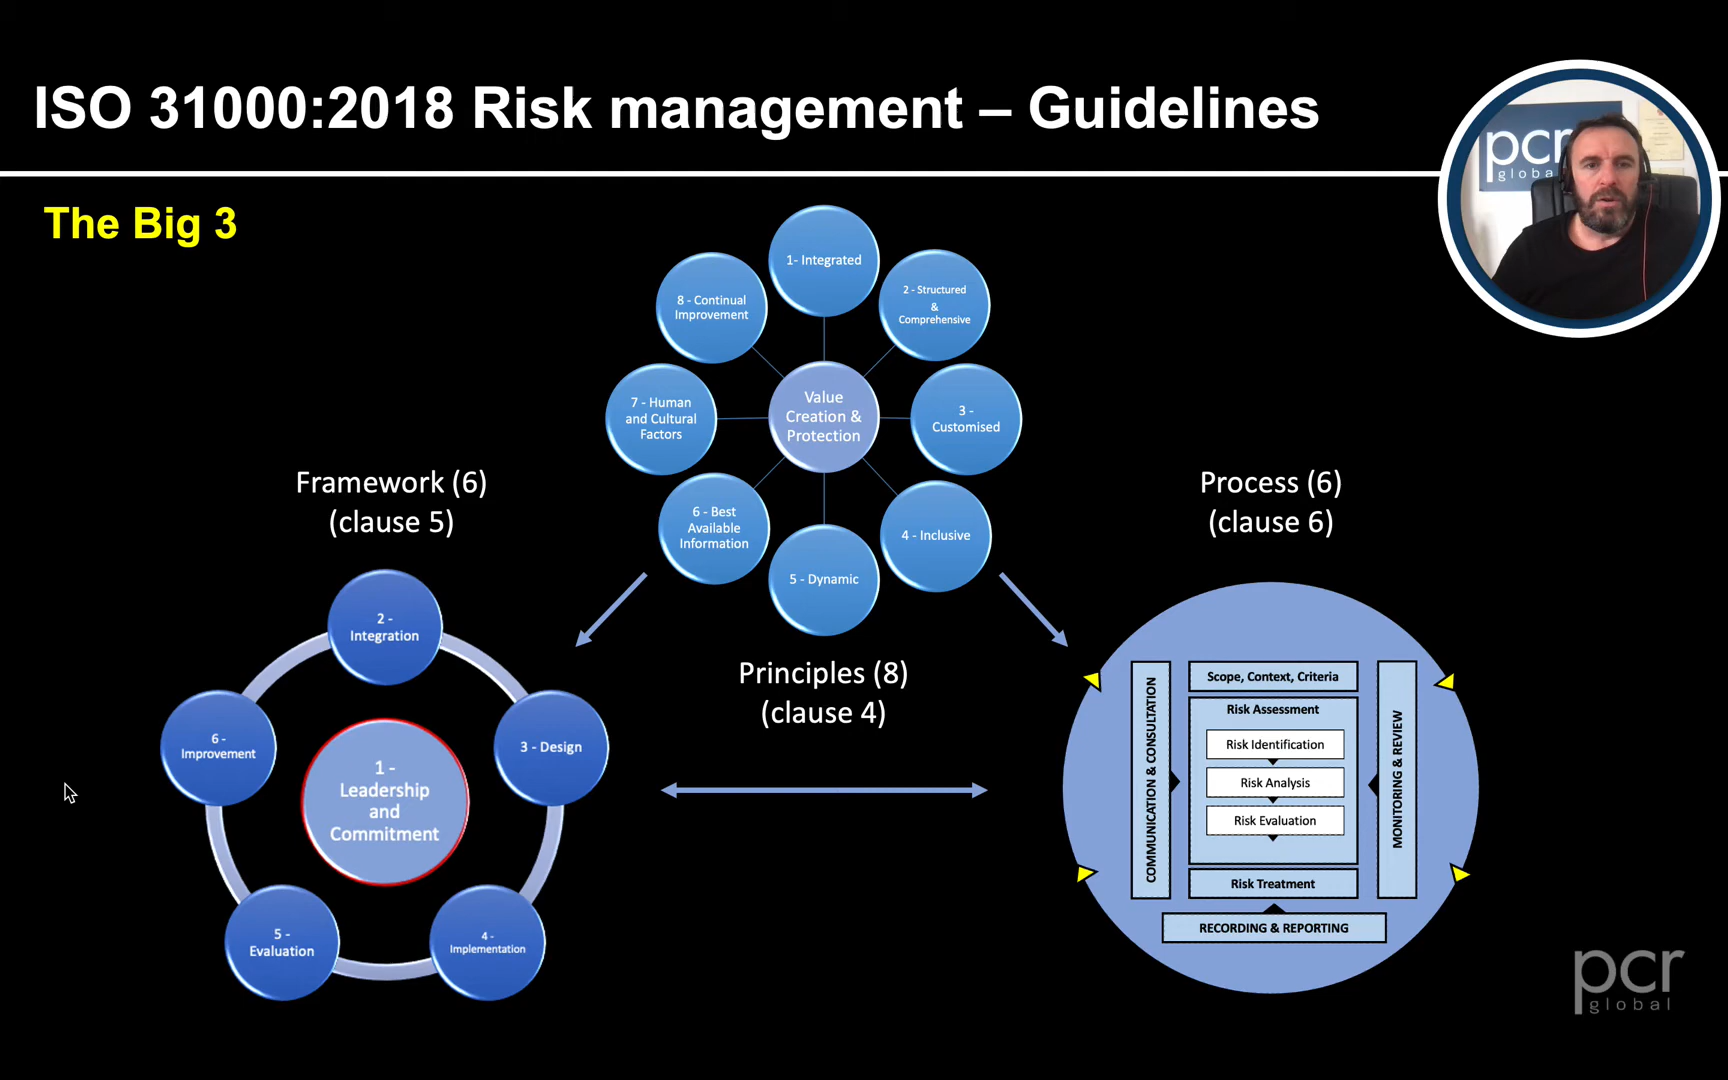 ISO 31000:2018 Risk management – Guidelines
pcr
globa
The Big 3
1- Integrated
2 - Structured
&
Comprehensive
3 -
Customised
4 - Inclusive
5 - Dynamic
6 - Best
Available
Information
7 - Human
and Cultural
Factors
8 - Continual
Improvement
Value
Creation &
Protection
Principles (8)
(clause 4)
Framework (6)
(clause 5)
1 -
Leadership
and
Commitment
2 -
Integration
3 - Design
4 -
Implementation
5 -
Evaluation
6 -
Improvement
Process (6)
(clause 6)
COMMUNICATION & CONSULTATION
Scope, Context, Criteria
Risk Assessment
Risk Identification
Risk Analysis
Risk Evaluation
Risk Treatment
MONITORING & REVIEW
RECORDING & REPORTING
pcr
global